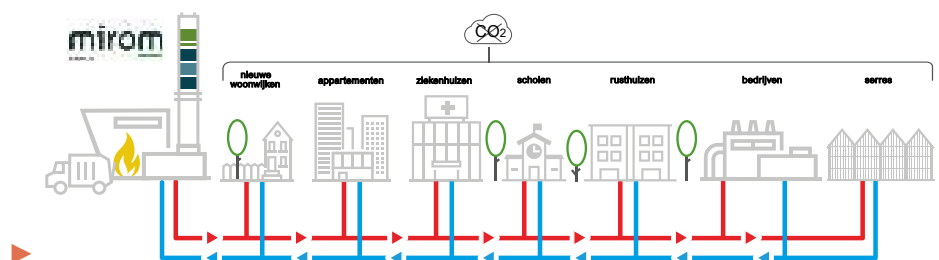 mirom
CO2
nieuwe
woonwijken
appartementen
ziekenhuizen
scholen
rusthuizen
bedrijven
serres